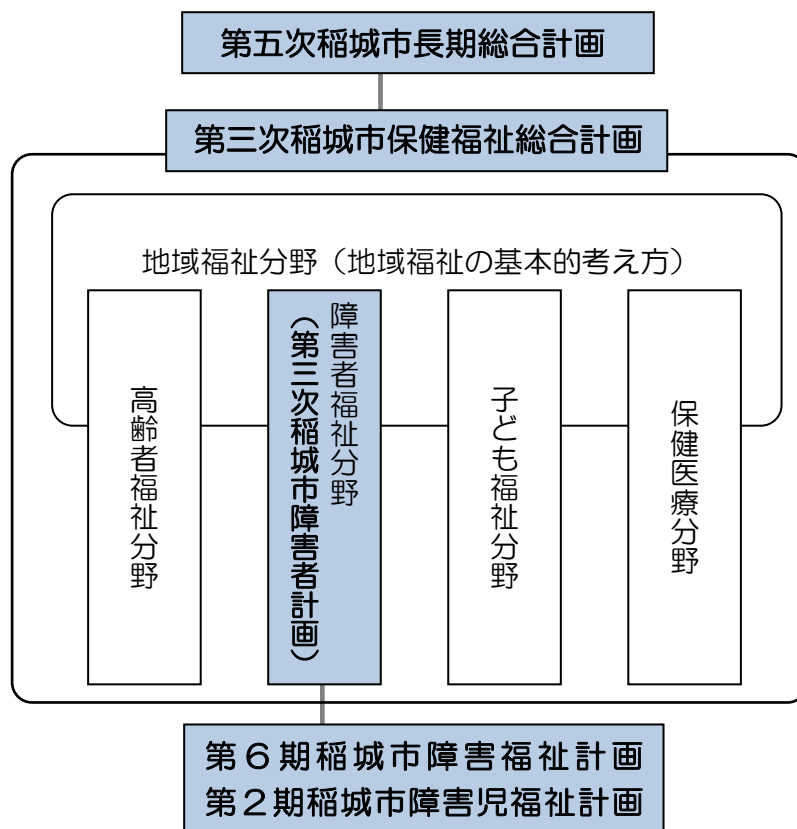 第五次稲城市長期総合計画
第三次稲城市保健福祉総合計画
地域福祉分野（地域福祉の基本的考え方）
高齢者福祉分野
障害者福祉分野
（第三次稲城市障害者計画）
子ども福祉分野
保健医療分野
第６期稲城市障害福祉計画
第２期稲城市障害児福祉計画